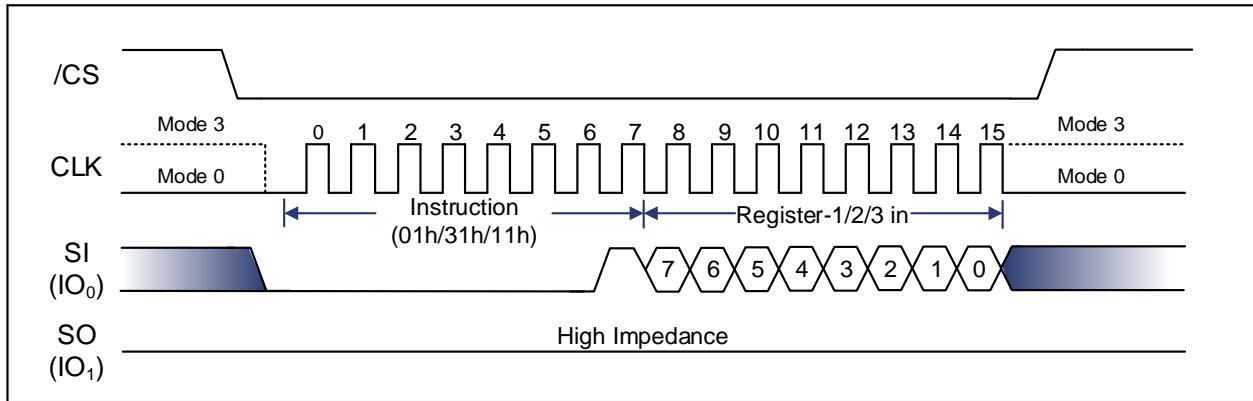 /CS
Mode 3
0 1 2 3 4 5 6 7 8 9 10 11 12 13 14 15
Mode 3
CLK
Mode 0
Mode 0
Instruction
(01h/31h/11h)
Register-1/2/3 in
SI
(IO₀)
7 6 5 4 3 2 1 0
SO
(IO₁)
High Impedance